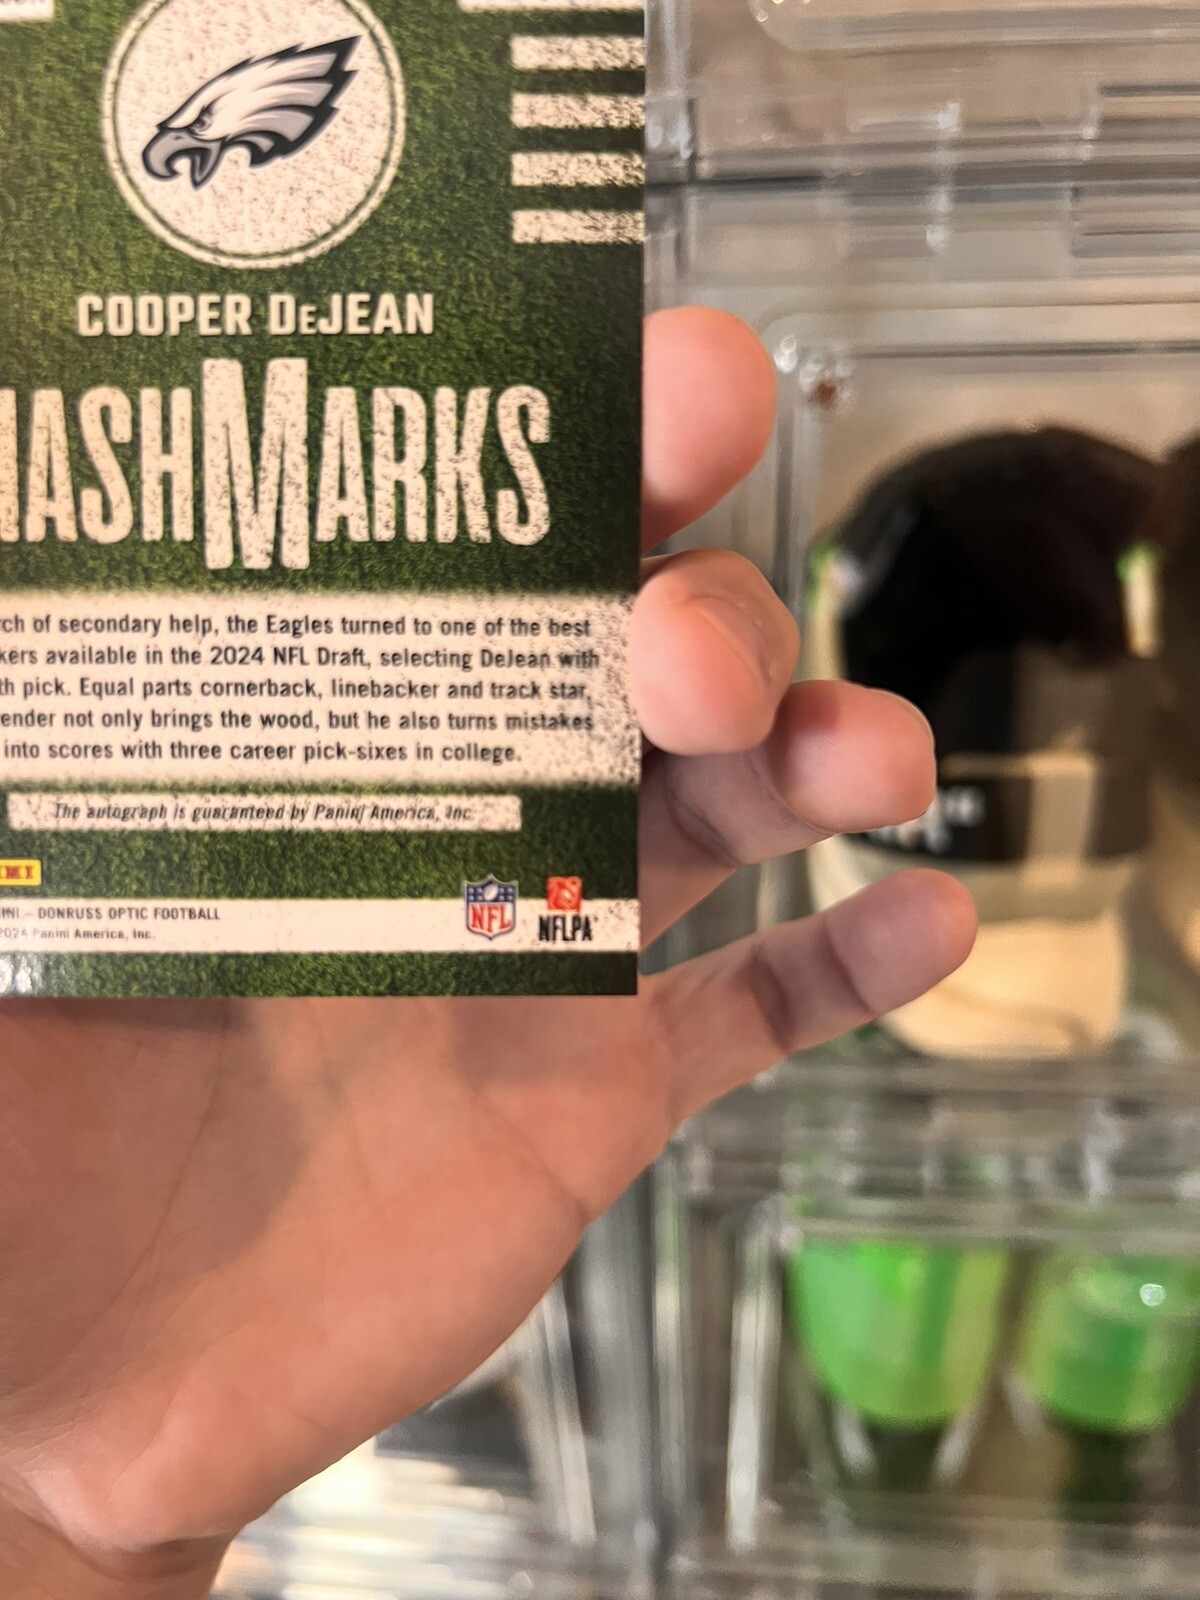 COOPER DeJEAN
HASHMARKS
of secondary help, the Eagles turned to one of the best
available in the 2024 NFL Draft, selecting DeJean with
pick. Equal parts cornerback, linebacker and track star,
not only brings the wood, but he also turns mistakes
into scores with three career pick-sixes in college.
The autograph is guaranteed by Panini America, Inc.
– DONRUSS OPTIC FOOTBALL
2024 Panini America, Inc.
NFL
NFLPA